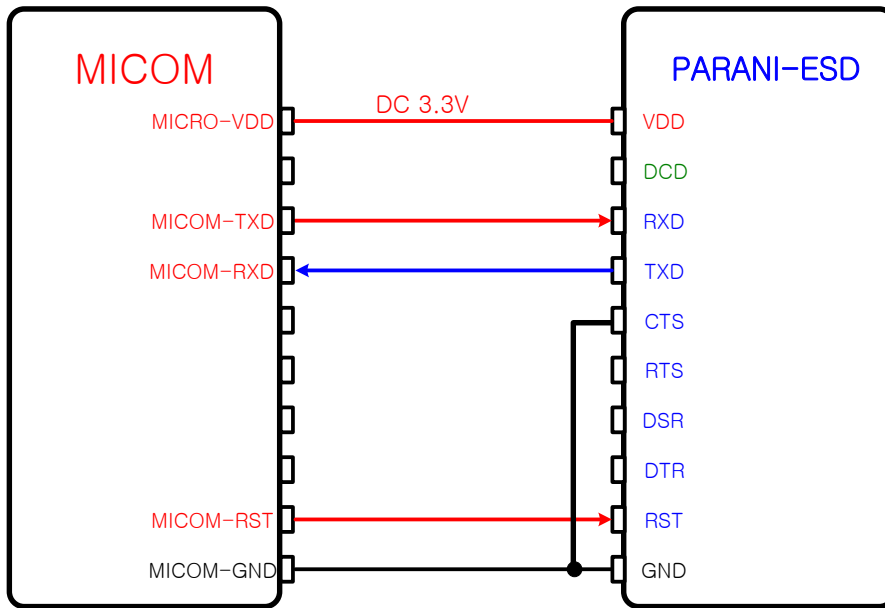 MICOM
PARANI-ESD
DC 3.3V
MICRO-VDD
VDD
DCD
MICOM-TXD
RXD
MICOM-RXD
TXD
CTS
RTS
DSR
DTR
MICOM-RST
RST
MICOM-GND
GND